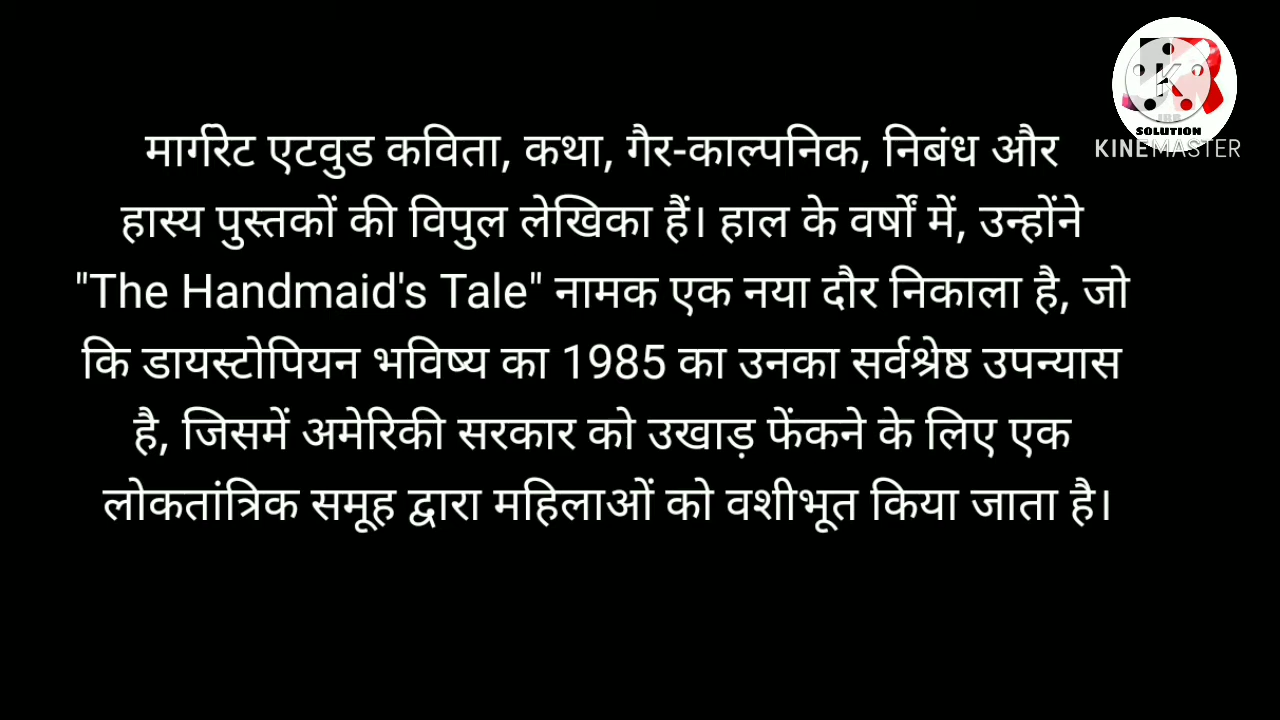 SOLUTION
KINEMASTER
मार्गरेट एटवुड कविता, कथा, गैर-काल्पनिक, निबंध और
हास्य पुस्तकों की विपुल लेखिका हैं। हाल के वर्षों में, उन्होंने
"The Handmaid's Tale" नामक एक नया दौर निकाला है, जो
कि डायस्टोपियन भविष्य का 1985 का उनका सर्वश्रेष्ठ उपन्यास
है, जिसमें अमेरिकी सरकार को उखाड़ फेंकने के लिए एक
लोकतांत्रिक समूह द्वारा महिलाओं को वशीभूत किया जाता है।